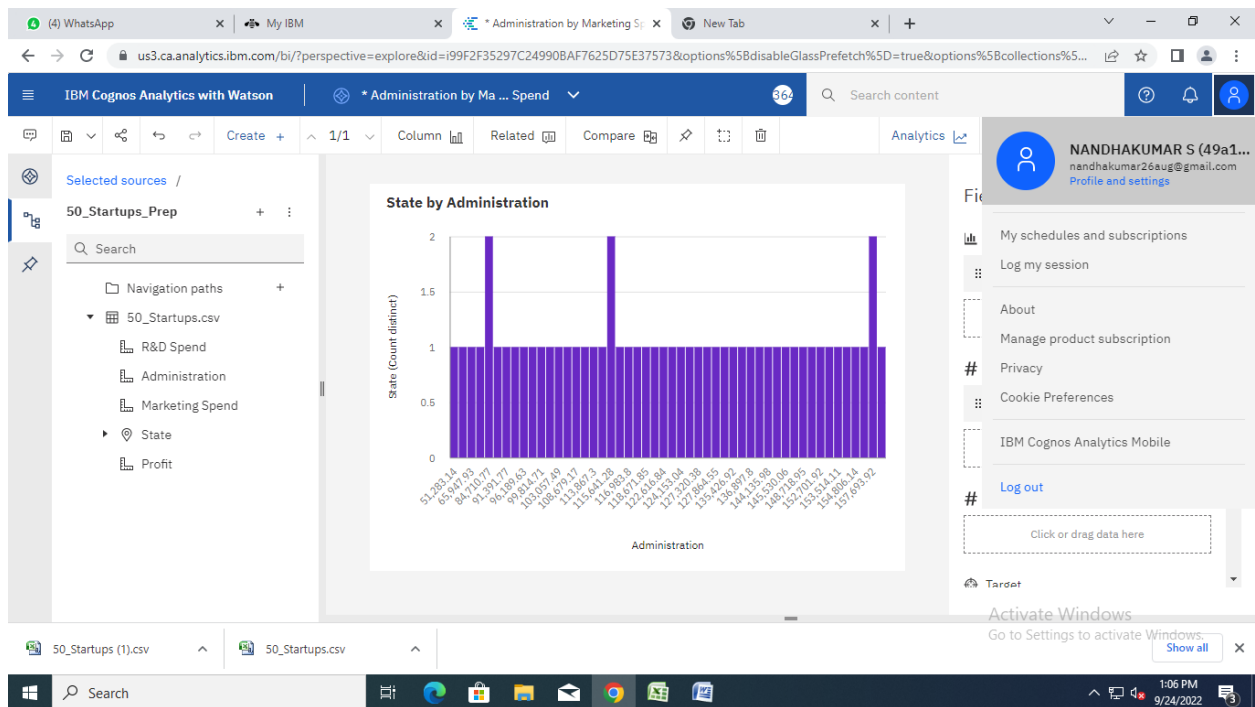 (4) WhatsApp
My IBM
* Administration by Marketing Sp
New Tab
us3.ca.analytics.ibm.com/bi/?perspective=explore&id=i99F2F35297C24990BAF7625D75E37573&options%5BdisableGlassPrefetch%5D=true&options%5Bcollections%5...
IBM Cognos Analytics with Watson
* Administration by Ma ... Spend
364
Search content
Create +
1/1
Column
Related
Compare
Analytics
NANDHAKUMAR S (49a1...
nandhakumar26aug@gmail.com
Profile and settings
My schedules and subscriptions
Log my session
About
Manage product subscription
Privacy
Cookie Preferences
IBM Cognos Analytics Mobile
Log out
Selected sources /
50_Startups_Prep
Search
Navigation paths
50_Startups.csv
R&D Spend
Administration
Marketing Spend
State
Profit
State by Administration
State (Count distinct)
2
1.5
1
0.5
0
51,283.14
65,947.93
84,710.77
91,391.77
96,189.63
99,814.71
103,057.49
108,679.17
113,867.3
115,641.28
116,983.8
118,671.85
122,616.84
124,153.04
127,320.38
127,864.55
135,426.92
136,897.8
144,135.98
145,530.06
148,718.95
152,701.92
153,514.11
154,806.14
157,693.92
Administration
Fie
#
#
Click or drag data here
Target
Activate Windows
Go to Settings to activate Windows.
50_Startups (1).csv
50_Startups.csv
Show all
Search
1:06 PM
9/24/2022
3